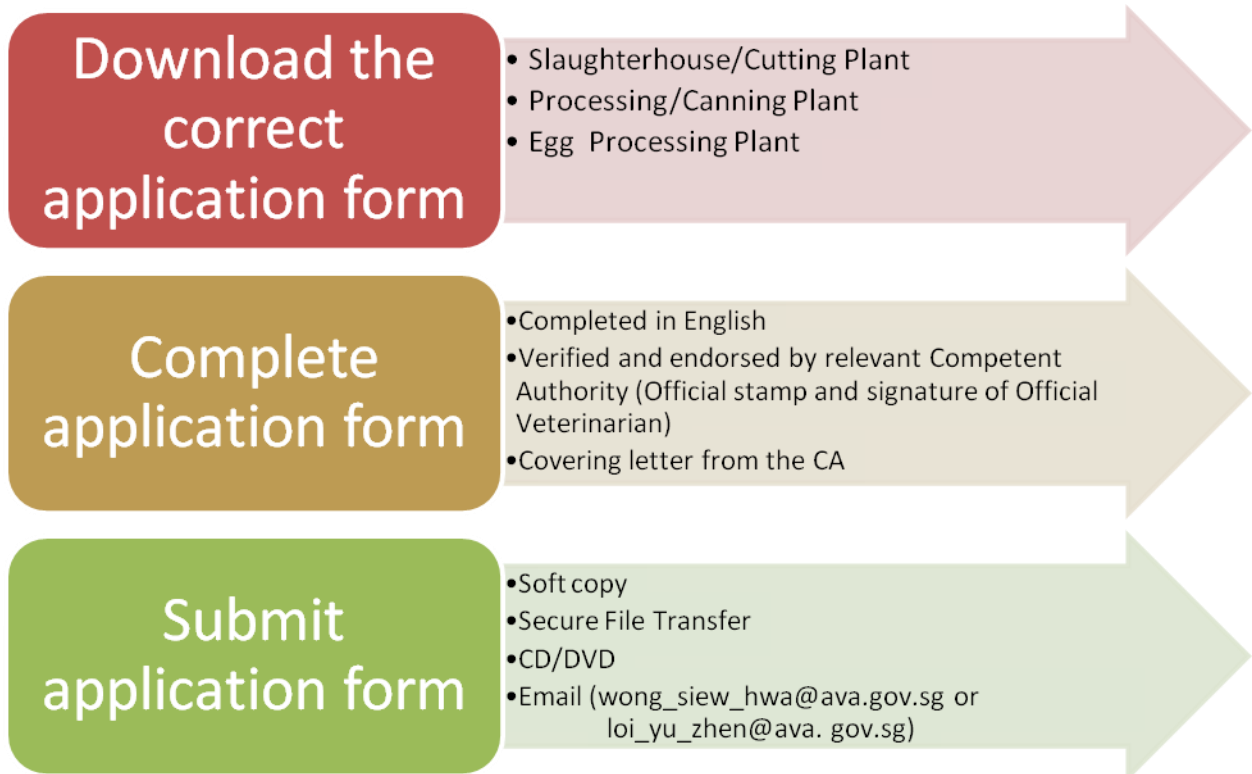 Download the
correct
application form
• Slaughterhouse/Cutting Plant
• Processing/Canning Plant
• Egg  Processing Plant
Complete
application form
•Completed in English
•Verified and endorsed by relevant Competent
Authority (Official stamp and signature of Official
Veterinarian)
•Covering letter from the CA
Submit
application form
•Soft copy
•Secure File Transfer
•CD/DVD
•Email (wong_siew_hwa@ava.gov.sg or
loi_yu_zhen@ava. gov.sg)